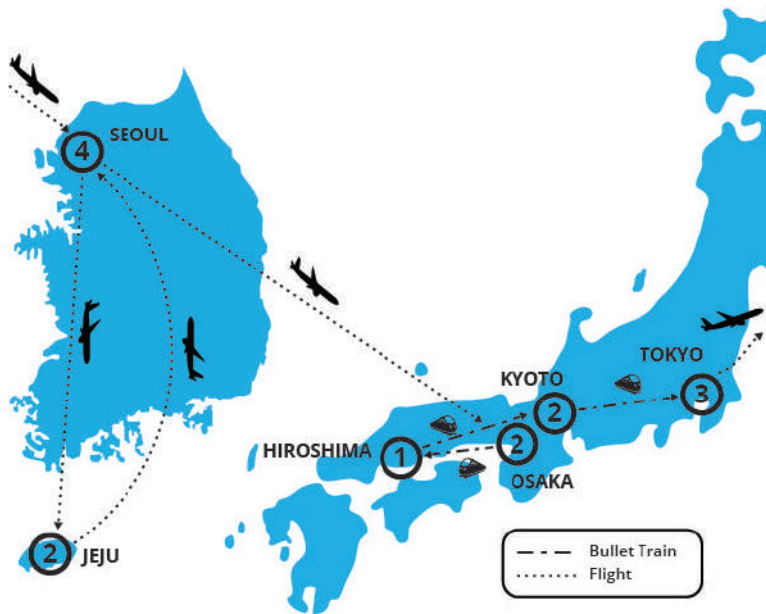 4
SEOUL
TOKYO
KYOTO
3
2
HIROSHIMA
1
2
OSAKA
2
JEJU
Bullet Train
Flight